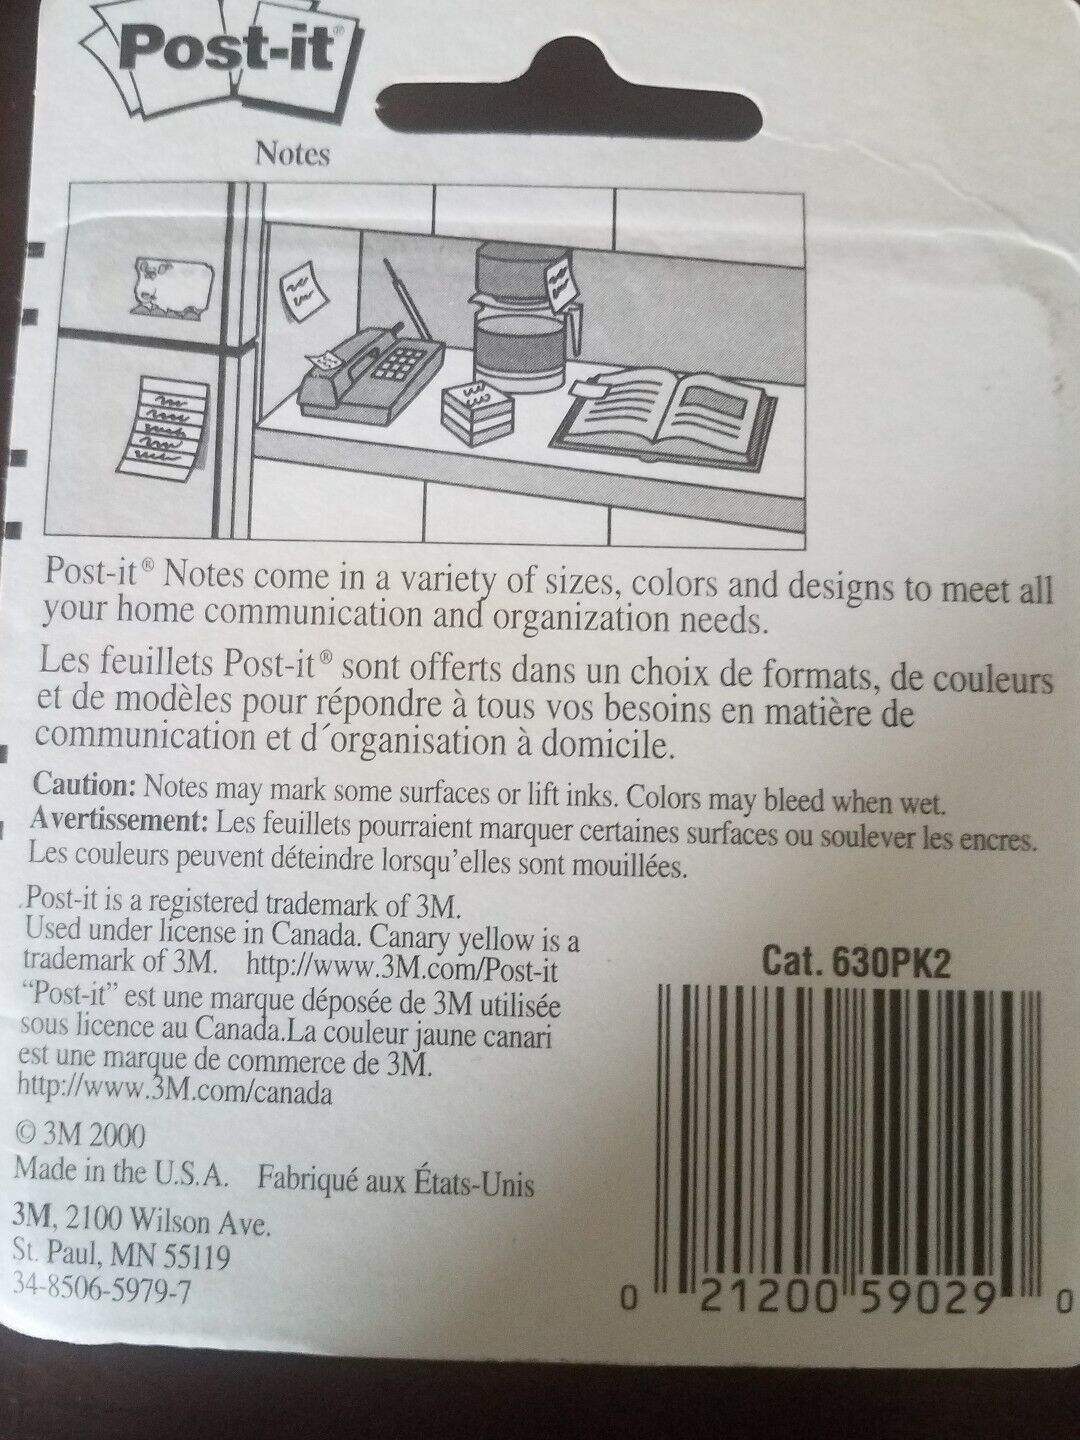 Post-it®
Notes
Post-it® Notes come in a variety of sizes, colors and designs to meet all
your home communication and organization needs.
Les feuillets Post-it® sont offerts dans un choix de formats, de couleurs
et de modèles pour répondre à tous vos besoins en matière de
communication et d´organisation à domicile.
Caution: Notes may mark some surfaces or lift inks. Colors may bleed when wet.
Avertissement: Les feuillets pourraient marquer certaines surfaces ou soulever les encres.
Les couleurs peuvent déteindre lorsqu'elles sont mouillées.
Post-it is a registered trademark of 3M.
Used under license in Canada. Canary yellow is a
trademark of 3M. http://www.3M.com/Post-it
"Post-it" est une marque déposée de 3M utilisée
sous licence au Canada.La couleur jaune canari
est une marque de commerce de 3M.
http://www.3M.com/canada
© 3M 2000
Made in the U.S.A. Fabriqué aux États-Unis
3M, 2100 Wilson Ave.
St. Paul, MN 55119
34-8506-5979-7
Cat. 630PK2
0 21200 59029 0